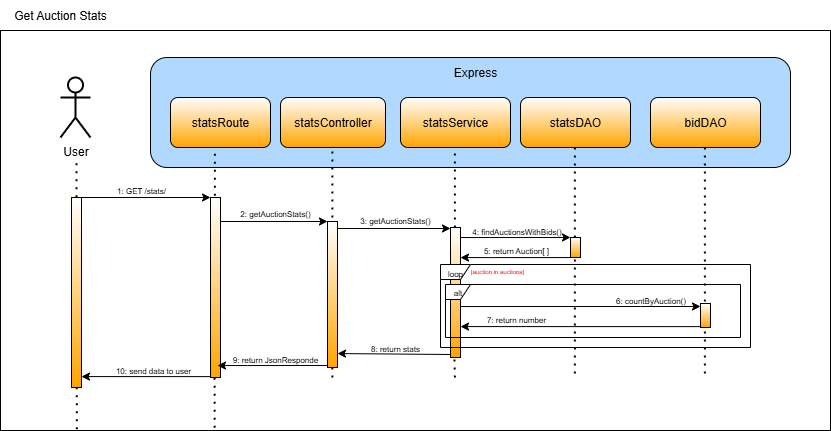 Get Auction Stats
Express
statsRoute
statsController
statsService
statsDAO
bidDAO
User
1: GET /stats/
2: getAuctionStats()
3: getAuctionStats()
4: findAuctionsWithBids()
5: return Auction[ ]
loop
[auction in auctions]
alt
6: countByAuction()
7: return number
8: return stats
9: return JsonResponde
10: send data to user